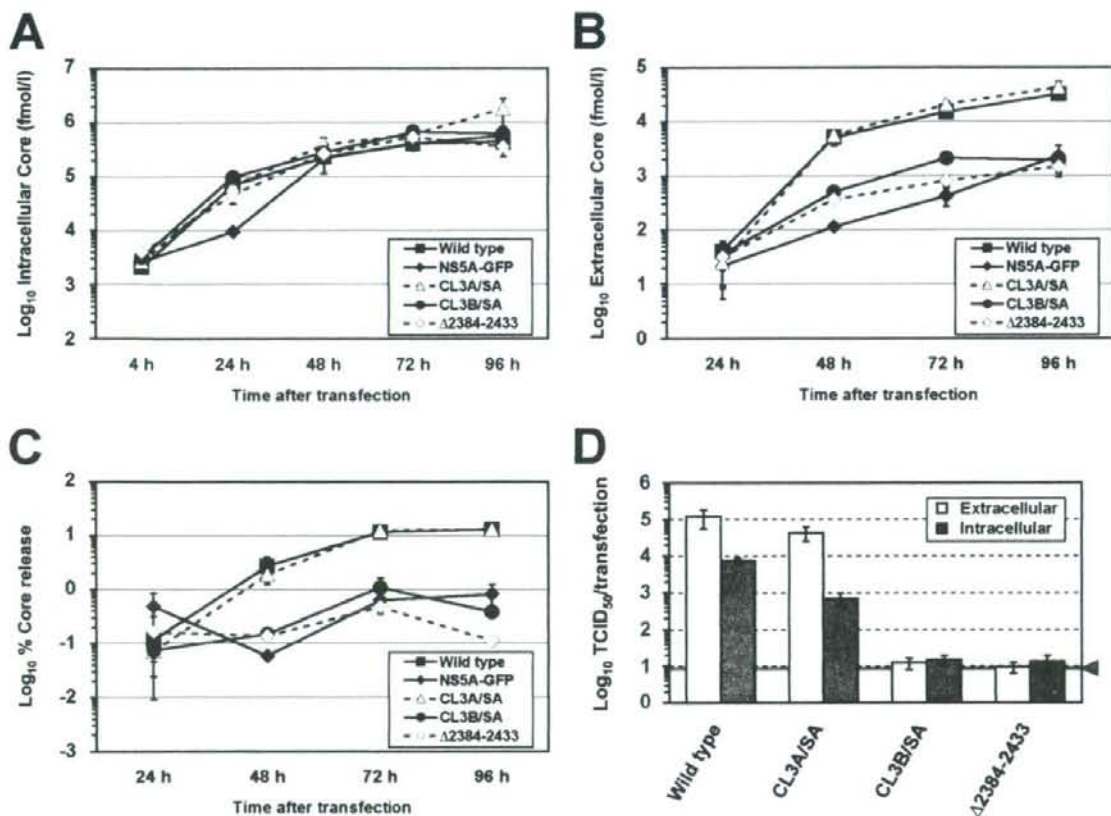 A
Log10 Intracellular Core (fmol/l)
7
6
5
4
3
2
4 h 24 h 48 h 72 h 96 h
Time after transfection
Wild type
NS5A-GFP
CL3A/SA
CL3B/SA
Δ2384-2433
B
Log10 Extracellular Core (fmol/l)
5
4
3
2
1
0
24 h 48 h 72 h 96 h
Time after transfection
Wild type
NS5A-GFP
CL3A/SA
CL3B/SA
Δ2384-2433
C
Log10 % Core release
2
1
0
-1
-2
-3
24 h 48 h 72 h 96 h
Time after transfection
Wild type
NS5A-GFP
CL3A/SA
CL3B/SA
Δ2384-2433
D
Log10 TCID50/transfection
6
5
4
3
2
1
0
Extracellular
Intracellular
Wild type
CL3A/SA
CL3B/SA
Δ2384-2433